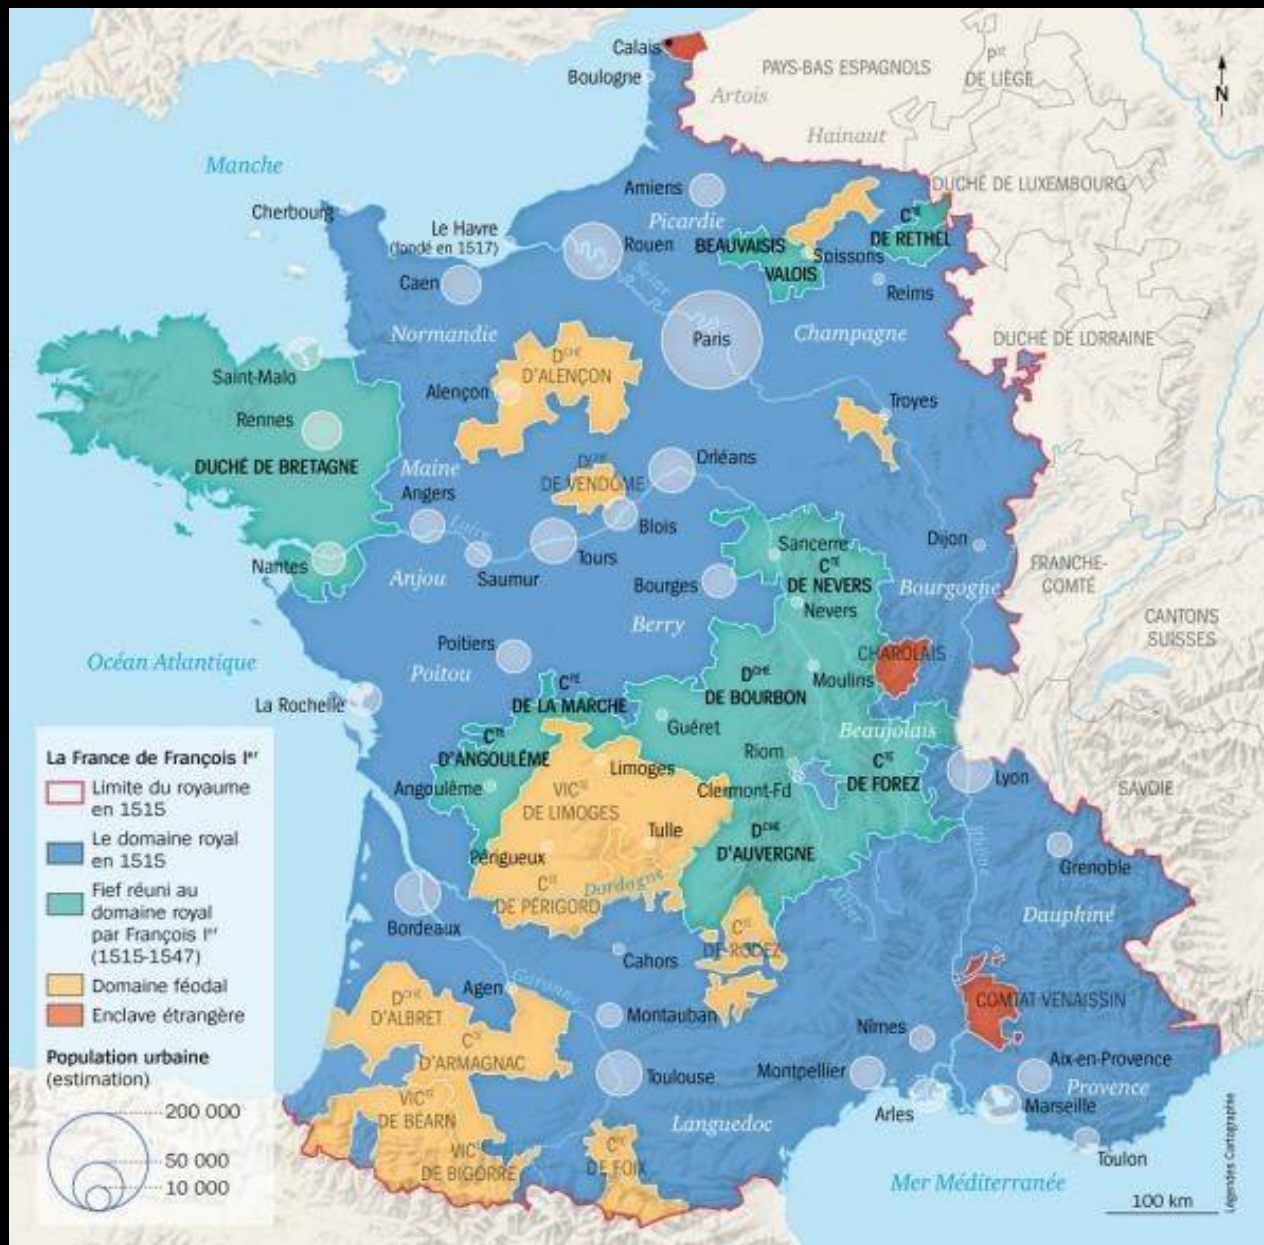 Calais
Boulogne
PAYS-BAS ESPAGNOLS
Pté
DE LIÈGE
N
Artois
Hainaut
Manche
Amiens
DUCHÉ DE LUXEMBOURG
Cherbourg
Picardie
Cté
DE RETHEL
Le Havre
(fondé en 1517)
Rouen
BEAUVAISIS
Soissons
VALOIS
Caen
Seine
Reims
Normandie
Paris
Champagne
DUCHÉ DE LORRAINE
Saint-Malo
DCHÉ
D'ALENÇON
Alençon
Troyes
Rennes
DUCHÉ DE BRETAGNE
Maine
Orléans
DCHÉ
DE VENDÔME
Angers
Loire
Blois
Sancerre
Dijon
Nantes
Anjou
Saumur
Tours
Bourges
CTÉ
DE NEVERS
Nevers
Bourgogne
FRANCHE-
COMTÉ
CANTONS
SUISSES
Berry
Océan Atlantique
Poitiers
Poitou
CHAROLAIS
DCHÉ
DE BOURBON
Moulins
La Rochelle
CTÉ
DE LA MARCHE
Guéret
Beaujolais
CTÉ
D'ANGOULÊME
Riom
CTÉ
DE FOREZ
Limoges
Lyon
Angoulême
VICTÉ
DE LIMOGES
Clermont-Fd
SAVOIE
Tulle
DCHÉ
D'AUVERGNE
Rhône
Périgueux
Grenoble
Dordogne
CTÉ
DE PÉRIGORD
Allier
Dauphiné
Bordeaux
CTÉ
DE RODEZ
Cahors
Garonne
Agen
DCHÉ
D'ALBRET
Montauban
COMTAT VENAISSIN
Nîmes
CTÉ
D'ARMAGNAC
Toulouse
Montpellier
Aix-en-Provence
Provence
VICTÉ
DE BÉARN
Arles
Marseille
Languedoc
CTÉ
DE FOIX
VICTÉ
DE BIGORRE
Toulon
Mer Méditerranée
100 km
Légendes Cartographie
La France de François Ier
Limite du royaume
en 1515
Le domaine royal
en 1515
Fief réuni au
domaine royal
par François Ier
(1515-1547)
Domaine féodal
Enclave étrangère
Population urbaine
(estimation)
200 000
50 000
10 000